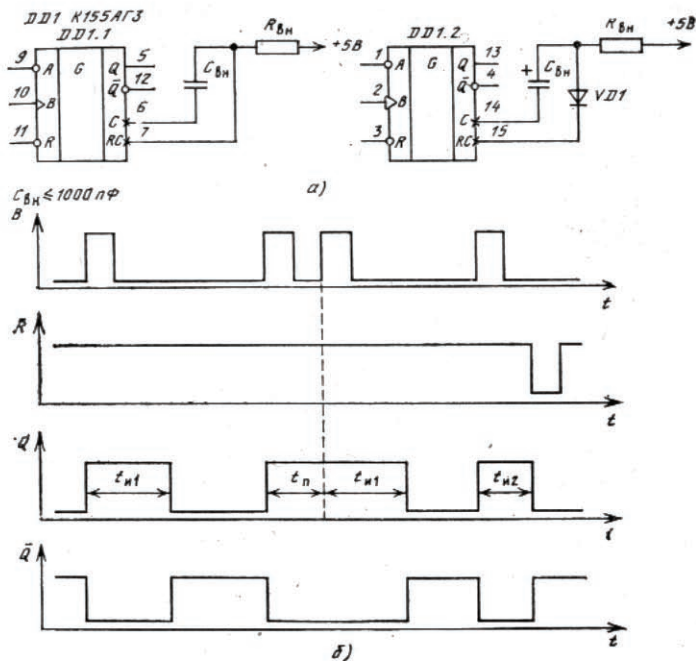 DD1 К155АГ3
DD1.1
9 A G Q 5
Q̄ 12
10 B 6
C
11 R RC 7
Cвн
Rвн
+5В
DD1.2
1 A G Q 13
Q̄ 4
2 B 14
C
3 R RC 15
+ Cвн
Rвн
+5В
VD1
а)
Cвн ≤ 1000 пФ
B
t
R̄
t
Q
tи1 tп tи1 tи2
t
Q̄
t
б)